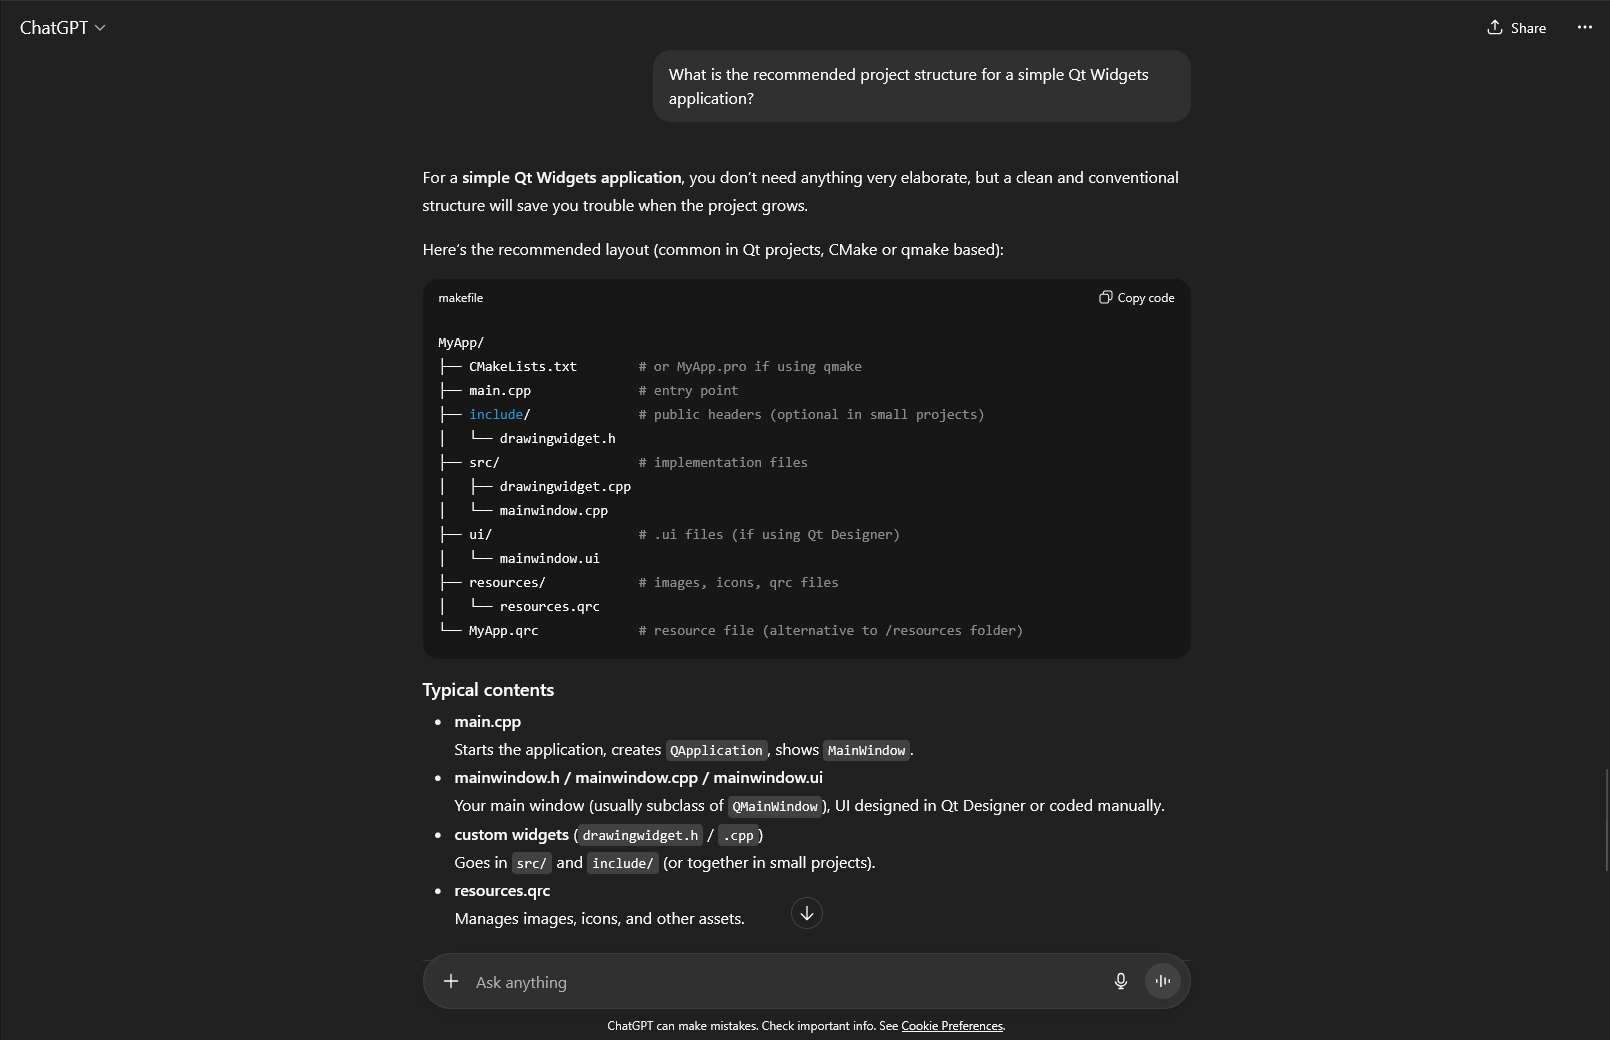 ChatGPT
Share
What is the recommended project structure for a simple Qt Widgets
application?
For a simple Qt Widgets application, you don’t need anything very elaborate, but a clean and conventional
structure will save you trouble when the project grows.
Here’s the recommended layout (common in Qt projects, CMake or qmake based):
makefile
Copy code
MyApp/
├── CMakeLists.txt        # or MyApp.pro if using qmake
├── main.cpp              # entry point
├── include/              # public headers (optional in small projects)
│   └── drawingwidget.h
├── src/                  # implementation files
│   ├── drawingwidget.cpp
│   └── mainwindow.cpp
├── ui/                   # .ui files (if using Qt Designer)
│   └── mainwindow.ui
├── resources/            # images, icons, qrc files
│   └── resources.qrc
└── MyApp.qrc             # resource file (alternative to /resources folder)
Typical contents
• main.cpp
Starts the application, creates QApplication, shows MainWindow.
• mainwindow.h / mainwindow.cpp / mainwindow.ui
Your main window (usually subclass of QMainWindow), UI designed in Qt Designer or coded manually.
• custom widgets (drawingwidget.h / .cpp)
Goes in src/ and include/ (or together in small projects).
• resources.qrc
Manages images, icons, and other assets.
Ask anything
ChatGPT can make mistakes. Check important info. See Cookie Preferences.